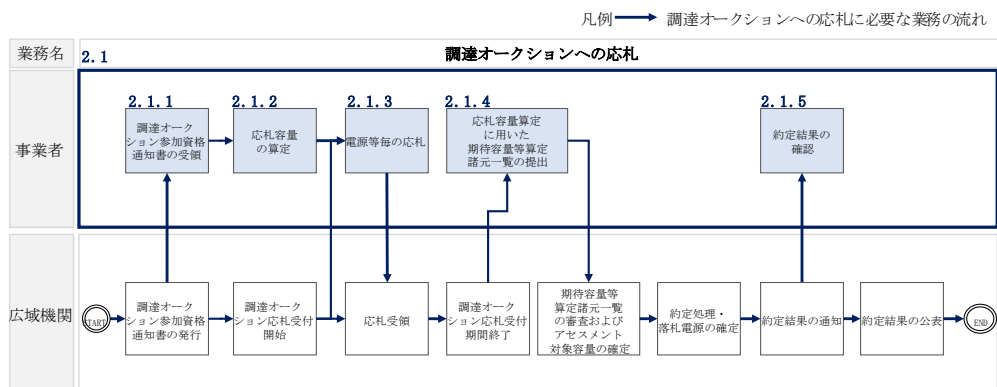 凡例 調達オークションへの応札に必要な業務の流れ
業務名
2.1
調達オークションへの応札
事業者
2.1.1
調達オーク
ション参加資格
通知書の受領
2.1.2
応札容量
の算定
2.1.3
電源等毎の応札
2.1.4
応札容量算定
に用いた
期待容量等算定
諸元一覧の提出
2.1.5
約定結果の
確認
広域機関
START
調達オーク
ション参加資格
通知書の発行
調達オーク
ション応札受付
開始
応札受領
調達オーク
ション応札受付
期間終了
期待容量等
算定諸元一覧
の審査および
アセスメント
対象容量の確定
約定処理・
落札電源の確定
約定結果の通知
約定結果の公表
END